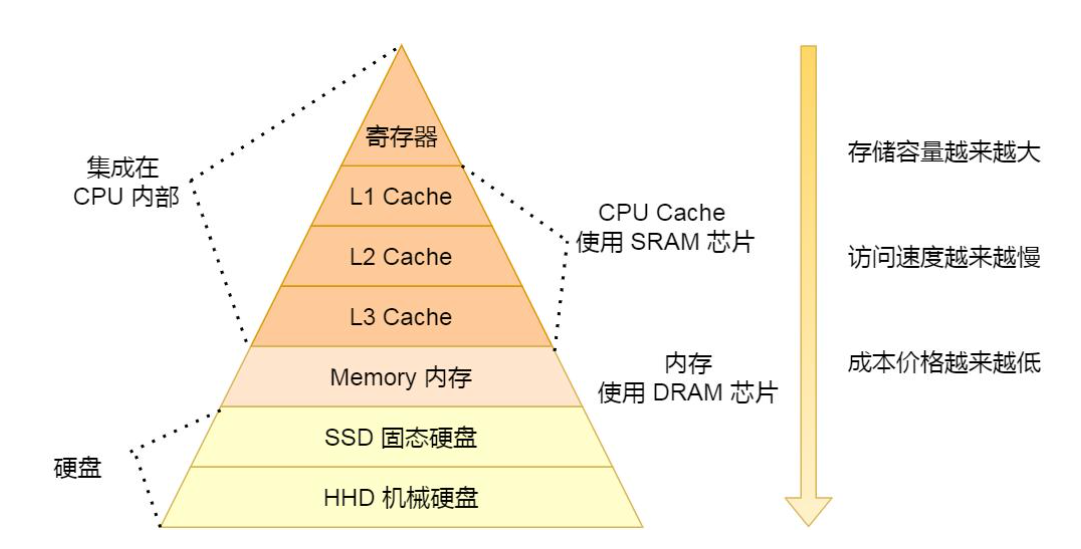 寄存器
L1 Cache
L2 Cache
L3 Cache
Memory 内存
SSD 固态硬盘
HHD 机械硬盘
集成在
CPU 内部
硬盘
CPU Cache
使用 SRAM 芯片
内存
使用 DRAM 芯片
存储容量越来越大
访问速度越来越慢
成本价格越来越低